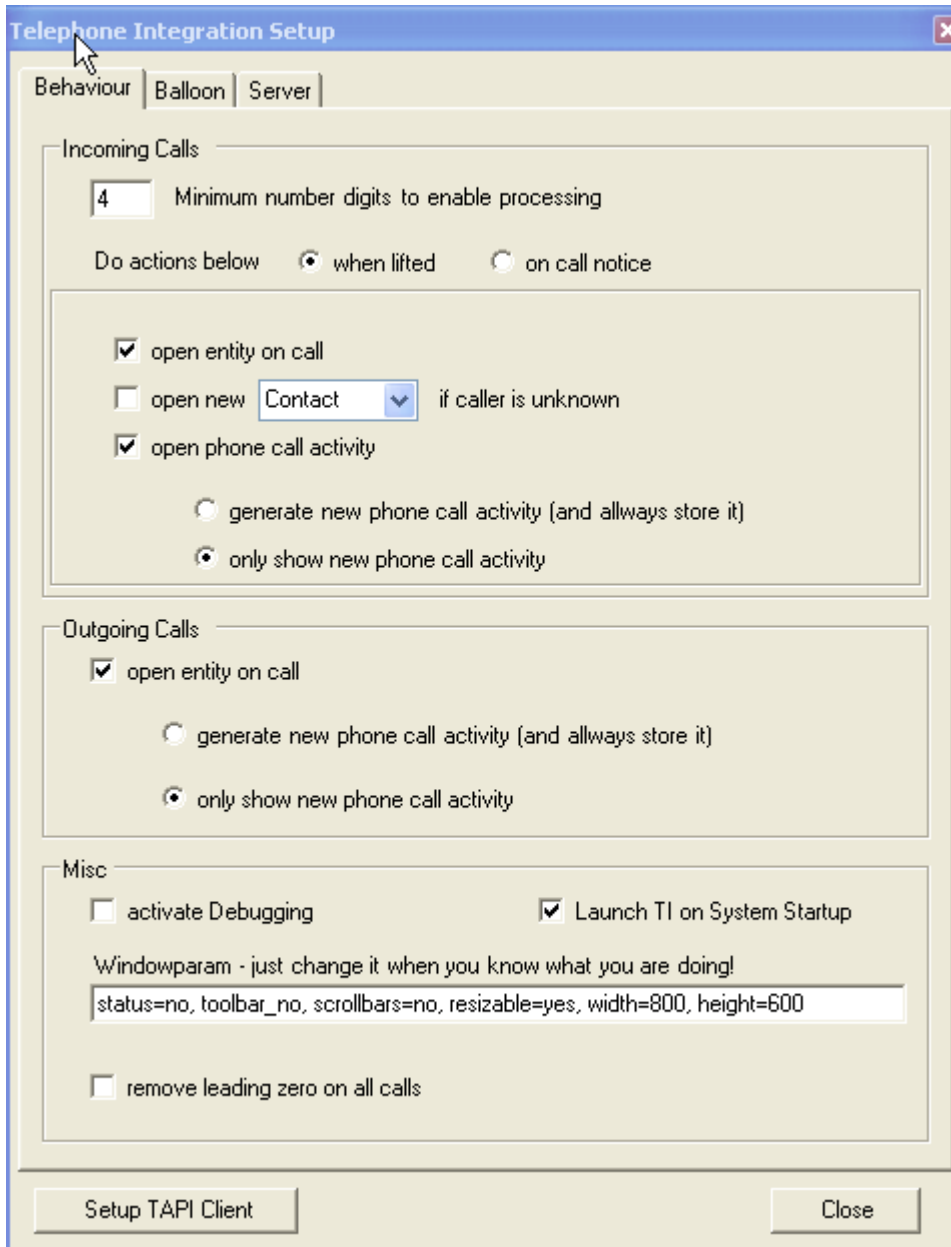 Telephone Integration Setup
Behaviour Balloon Server
Incoming Calls
4 Minimum number digits to enable processing
Do actions below when lifted on call notice
open entity on call
open new Contact if caller is unknown
open phone call activity
generate new phone call activity (and allways store it)
only show new phone call activity
Outgoing Calls
open entity on call
generate new phone call activity (and allways store it)
only show new phone call activity
Misc
activate Debugging Launch TI on System Startup
Windowparam - just change it when you know what you are doing!
status=no, toolbar_no, scrollbars=no, resizable=yes, width=800, height=600
remove leading zero on all calls
Setup TAPI Client Close